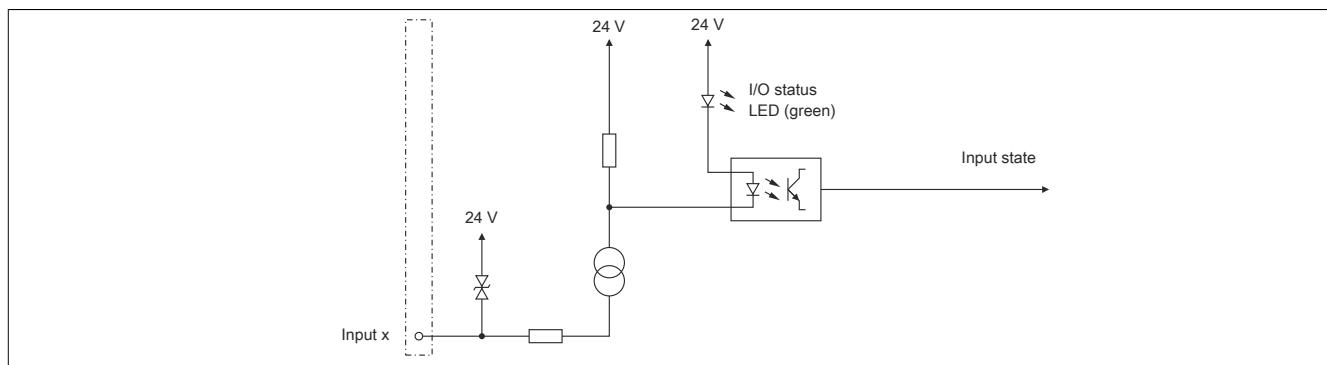 24 V
24 V
I/O status
LED (green)
Input state
24 V
Input x